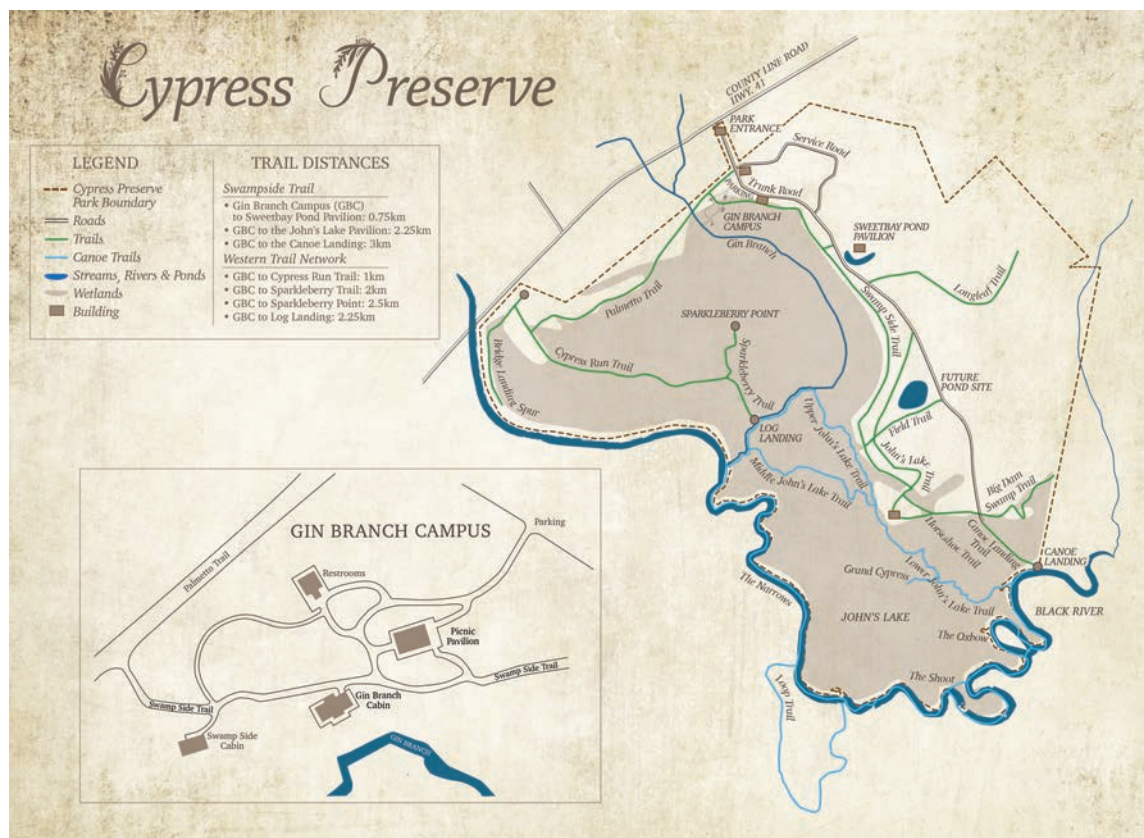 Cypress Preserve
LEGEND
Cypress Preserve
Park Boundary
Roads
Trails
Canoe Trails
Streams, Rivers & Ponds
Wetlands
Building
TRAIL DISTANCES
Swampside Trail
• Gin Branch Campus (GBC)
to Sweetbay Pond Pavilion: 0.75km
• GBC to the John's Lake Pavilion: 2.25km
• GBC to the Canoe Landing: 3km
Western Trail Network
• GBC to Cypress Run Trail: 1km
• GBC to Sparkleberry Trail: 2km
• GBC to Sparkleberry Point: 2.5km
• GBC to Log Landing: 2.25km
COUNTY LINE ROAD
HWY. 41
PARK
ENTRANCE
Service Road
Trunk Road
PARKING
GIN BRANCH
CAMPUS
Gin Branch
SWEETBAY POND
PAVILION
Longleaf Trail
Palmetto Trail
Swamp Side Trail
SPARKLEBERRY POINT
Sparkleberry Trail
Cypress Run Trail
Bridge Landing Spur
FUTURE
POND SITE
Field Trail
LOG
LANDING
Upper John's Lake Trail
John's Lake
Trail
Middle John's Lake Trail
Big Dam
Swamp Trail
Horseshoe Trail
Canoe Landing
Trail
CANOE
LANDING
Grand Cypress
Lower John's Lake Trail
The Narrows
JOHN'S LAKE
BLACK RIVER
The Oxbow
The Shoot
Loop Trail
GIN BRANCH CAMPUS
Parking
Palmetto Trail
Restrooms
Picnic
Pavilion
Swamp Side Trail
Gin Branch
Cabin
Swamp Side Trail
Swamp Side
Cabin
GIN BRANCH